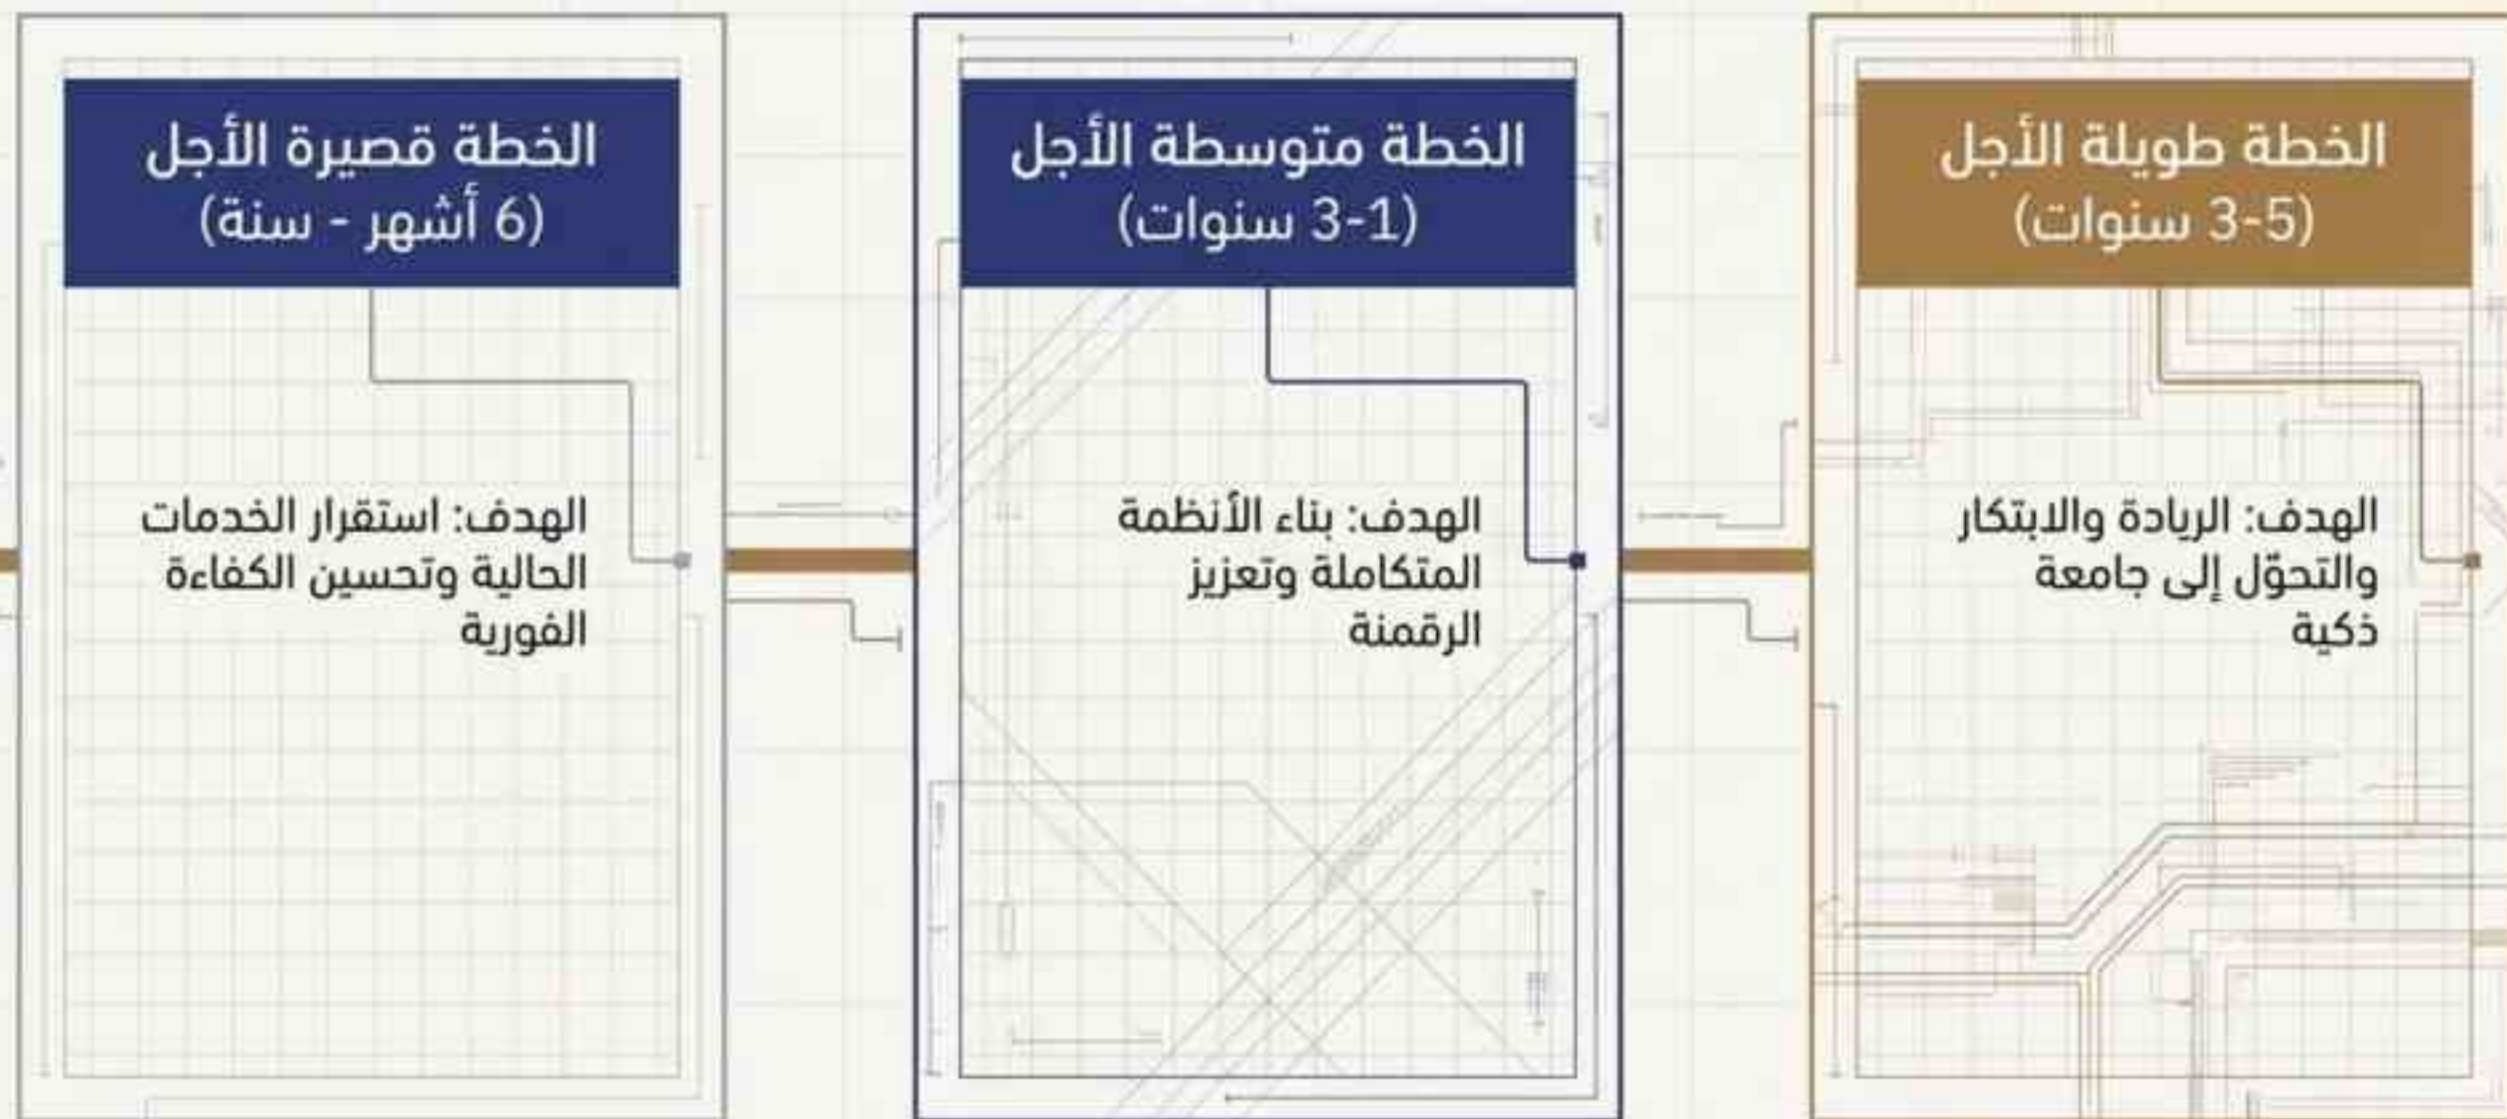 الخطة قصيرة الأجل
(6 أشهر - سنة)
الهدف: استقرار الخدمات
الحالية وتحسين الكفاءة
الفورية
الخطة متوسطة الأجل
(1-3 سنوات)
الهدف: بناء الأنظمة
المتكاملة وتعزيز
الرقمنة
الخطة طويلة الأجل
(3-5 سنوات)
الهدف: الريادة والابتكار
والتحوّل إلى جامعة
ذكية